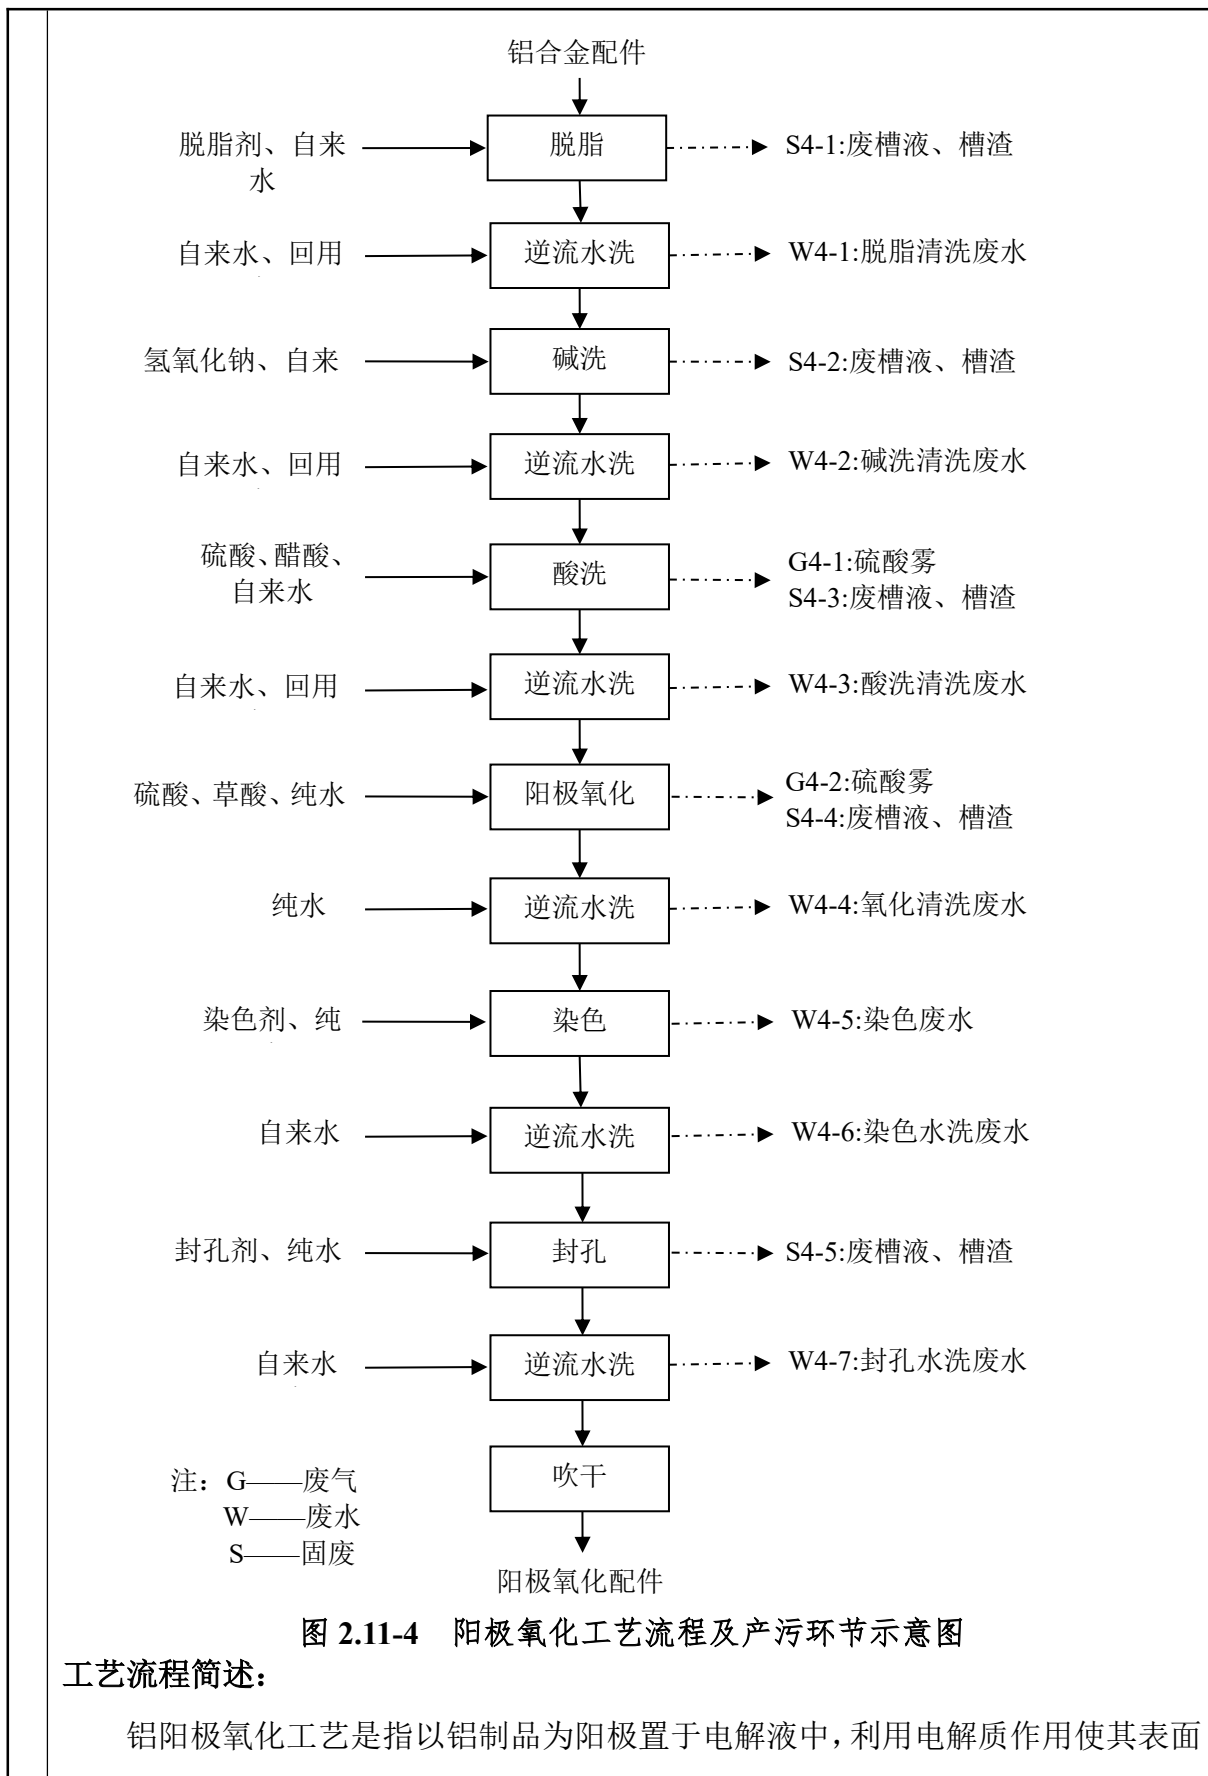 铝合金配件
脱脂剂、自来
水
脱脂
S4-1:废槽液、槽渣
自来水、回用
逆流水洗
W4-1:脱脂清洗废水
氢氧化钠、自来
碱洗
S4-2:废槽液、槽渣
自来水、回用
逆流水洗
W4-2:碱洗清洗废水
硫酸、醋酸、
自来水
酸洗
G4-1:硫酸雾
S4-3:废槽液、槽渣
自来水、回用
逆流水洗
W4-3:酸洗清洗废水
硫酸、草酸、纯水
阳极氧化
G4-2:硫酸雾
S4-4:废槽液、槽渣
纯水
逆流水洗
W4-4:氧化清洗废水
染色剂、纯
染色
W4-5:染色废水
自来水
逆流水洗
W4-6:染色水洗废水
封孔剂、纯水
封孔
S4-5:废槽液、槽渣
自来水
逆流水洗
W4-7:封孔水洗废水
吹干
注：G——废气
W——废水
S——固废
阳极氧化配件
图 2.11-4 阳极氧化工艺流程及产污环节示意图
工艺流程简述：
铝阳极氧化工艺是指以铝制品为阳极置于电解液中，利用电解质作用使其表面